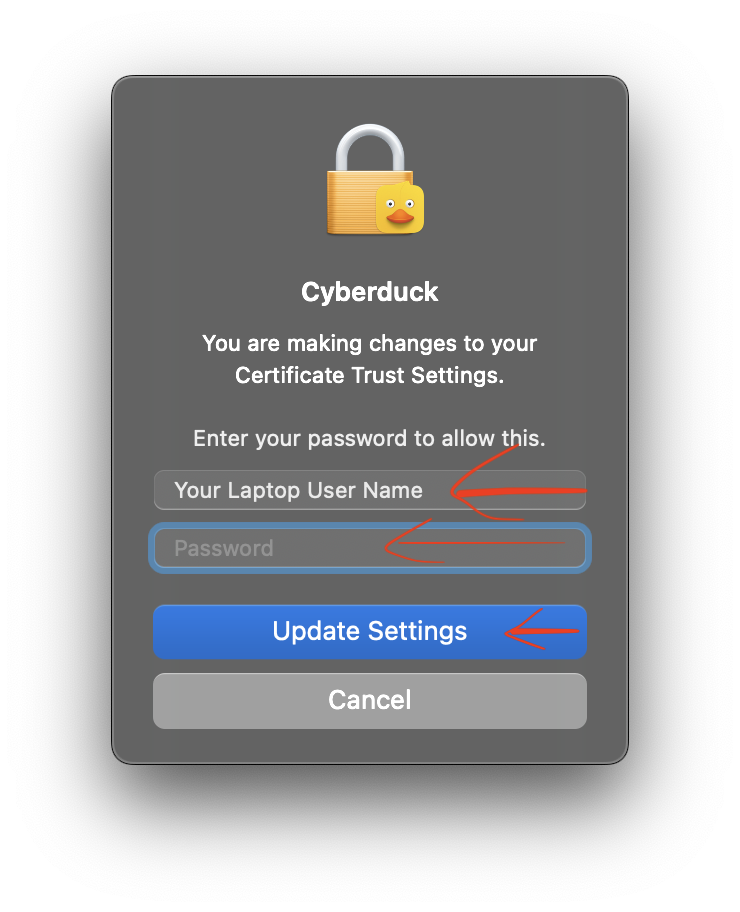 Cyberduck
You are making changes to your
Certificate Trust Settings.
Enter your password to allow this.
Your Laptop User Name
Password
Update Settings
Cancel